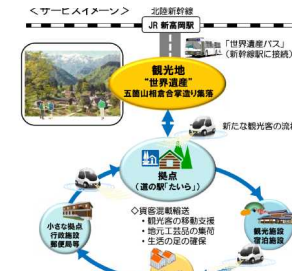 <サービスイメージ>
北陸新幹線
JR 新高岡駅
「世界遺産バス」
(新幹線駅に接続)
観光地
“世界遺産”
五箇山相倉合掌造り集落
新たな観光客の流れ
拠点
(道の駅「たいら」)
◇貨客混載輸送
・観光客の移動支援
・地元工芸品の集荷
・生活の足の確保
小さな拠点
行政施設
郵便局等
観光施設
宿泊施設